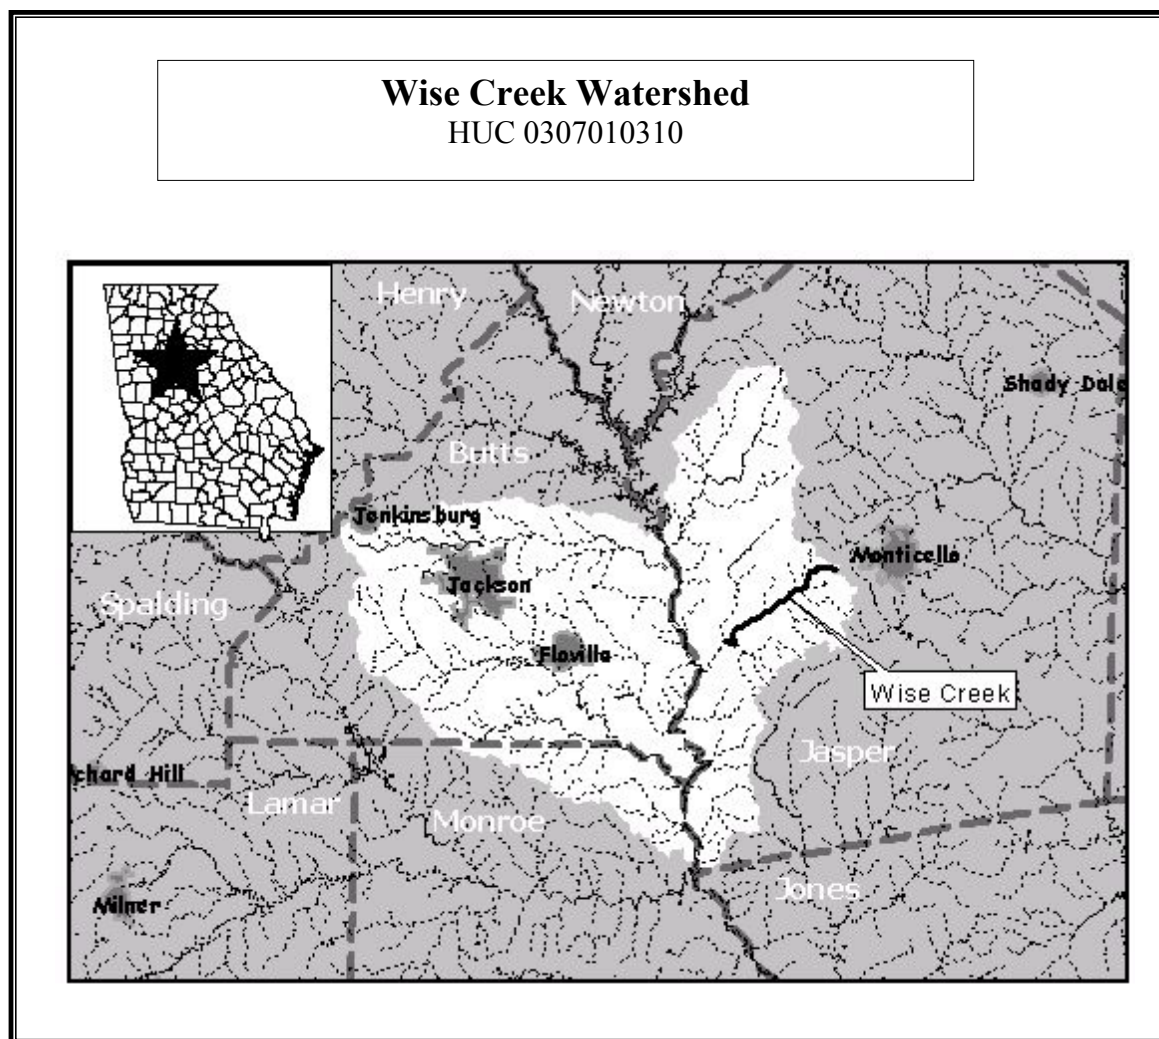 Wise Creek Watershed
HUC 0307010310
Henry
Newton
Shady Dale
Butts
Jenkinsburg
Monticello
Jackson
Spalding
Flovilla
Wise Creek
Jasper
chard Hill
Lamar
Monroe
Jones
Milner